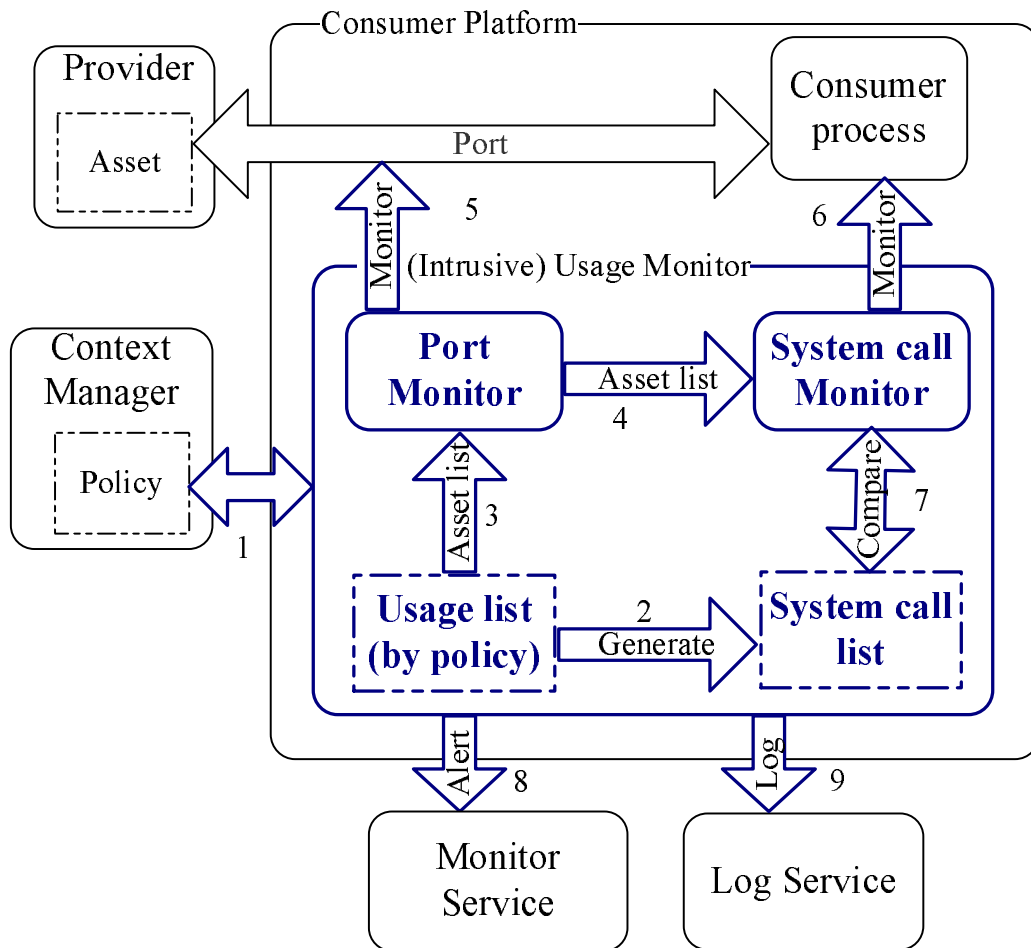 Consumer Platform
Provider
Asset
Port
Consumer
process
Monitor
5
6
Monitor
(Intrusive) Usage Monitor
Context
Manager
Policy
1
Port
Monitor
Asset list
4
System call
Monitor
Asset list
3
Compare
7
Usage list
(by policy)
2
Generate
System call
list
Alert
8
Log
9
Monitor
Service
Log Service